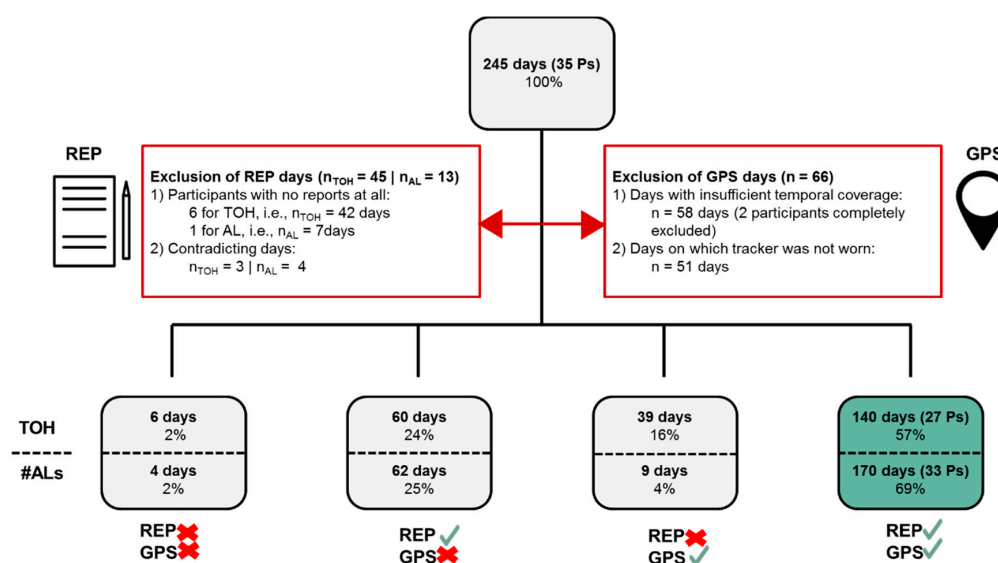 245 days (35 Ps)
100%
REP
Exclusion of REP days (nTOH = 45 | nAL = 13)
1) Participants with no reports at all:
6 for TOH, i.e., nTOH = 42 days
1 for AL, i.e., nAL = 7days
2) Contradicting days:
nTOH = 3 | nAL = 4
Exclusion of GPS days (n = 66)
1) Days with insufficient temporal coverage:
n = 58 days (2 participants completely
excluded)
2) Days on which tracker was not worn:
n = 51 days
GPS
TOH
#ALs
6 days
2%
4 days
2%
REP
GPS
60 days
24%
62 days
25%
REP
GPS
39 days
16%
9 days
4%
REP
GPS
140 days (27 Ps)
57%
170 days (33 Ps)
69%
REP
GPS